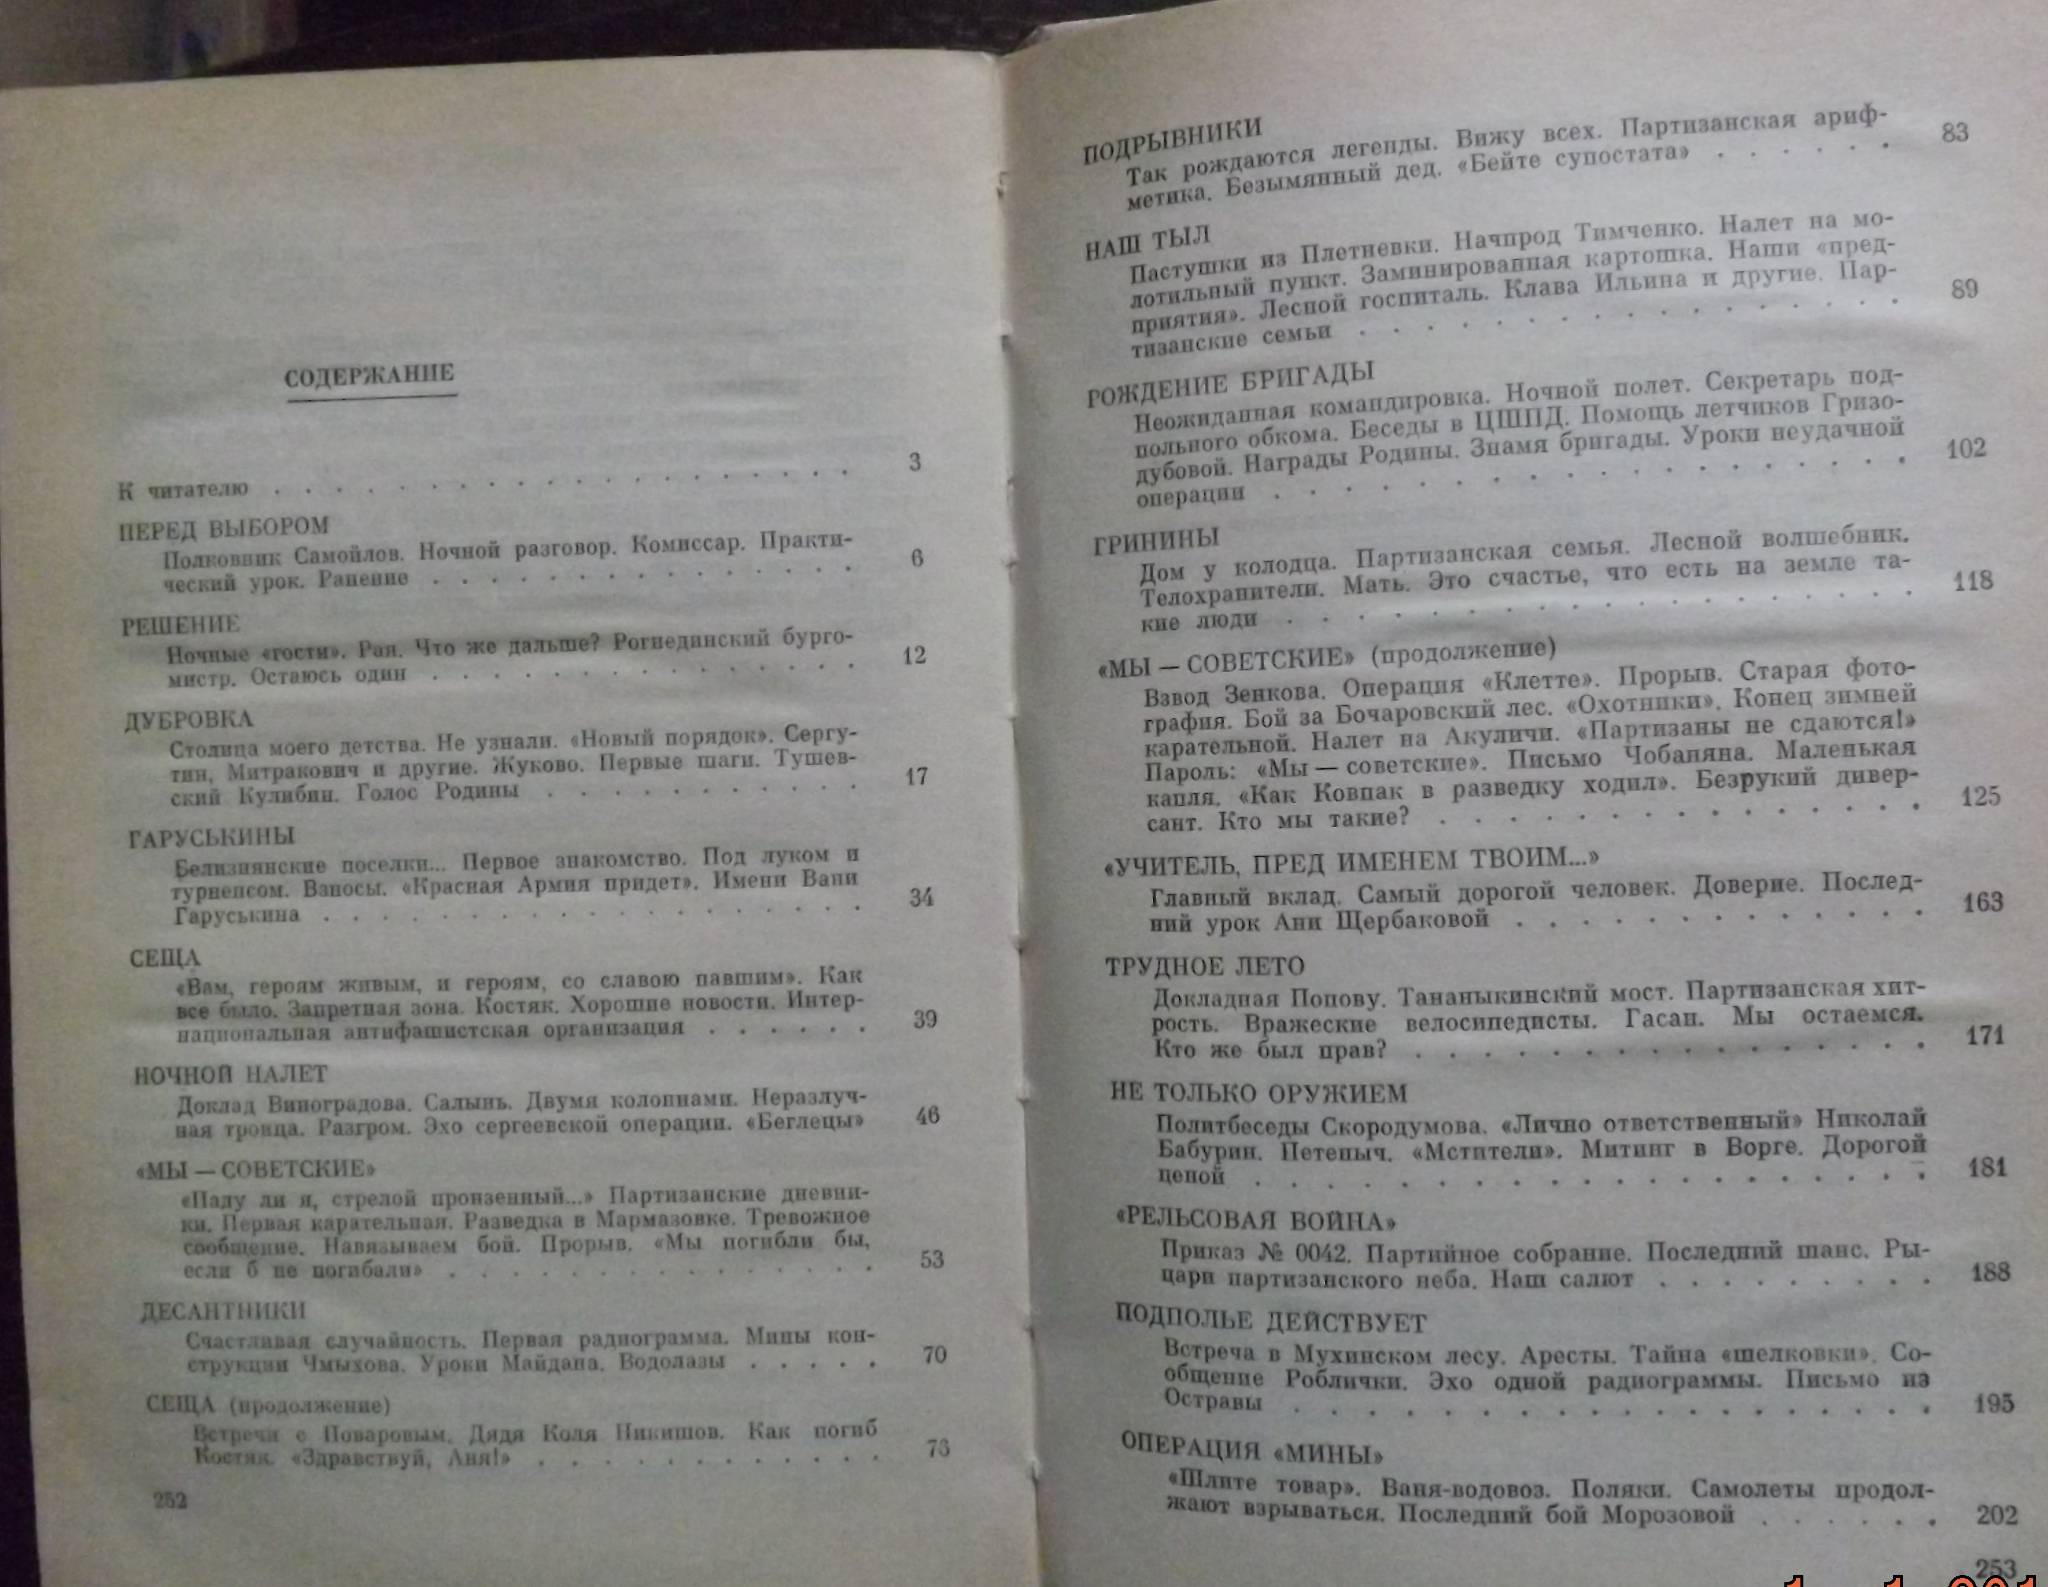 СОДЕРЖАНИЕ
К читателю . . . . . . . . . . . . . . . . . . 3
ПЕРЕД ВЫБОРОМ
Полковник Самойлов. Ночной разговор. Комиссар. Практи-
ческий урок. Ранение . . . . . . . . . . . . . . 6
РЕШЕНИЕ
Ночные «гости». Рая. Что же дальше? Рогнединский бурго-
мистр. Остаюсь один . . . . . . . . . . . . . . 12
ДУБРОВКА
Столица моего детства. Не узнали. «Новый порядок». Сергу-
тин, Митракович и другие. Жуково. Первые шаги. Тушев-
ский Кулибин. Голос Родины . . . . . . . . . . 17
ГАРУСЬКИНЫ
Белизнянские поселки... Первое знакомство. Под луком и
турнепсом. Взносы. «Красная Армия придет». Имени Вани
Гаруськина . . . . . . . . . . . . . . . . . . 34
СЕЩА
«Вам, героям живым, и героям, со славою павшим». Как
все было. Запретная зона. Костяк. Хорошие новости. Интер-
национальная антифашистская организация . . . . . . 39
НОЧНОЙ НАЛЕТ
Доклад Виноградова. Салынь. Двумя колоннами. Неразлуч-
ная троица. Разгром. Эхо сергеевской операции. «Беглецы» 46
«МЫ — СОВЕТСКИЕ»
«Паду ли я, стрелой пронзенный...» Партизанские дневни-
ки. Первая карательная. Разведка в Мармазовке. Тревожное
сообщение. Навязываем бой. Прорыв. «Мы погибли бы,
если б не погибали» . . . . . . . . . . . . . . 53
ДЕСАНТНИКИ
Счастливая случайность. Первая радиограмма. Мины кон-
струкции Чмыхова. Уроки Майдана. Водолазы . . . . . 70
СЕЩА (продолжение)
Встреча с Поваровым. Дядя Коля Никишов. Как погиб
Костяк. «Здравствуй, Аня!» . . . . . . . . . . . 73
252
ПОДРЫВНИКИ
Так рождаются легенды. Вижу всех. Партизанская ариф-
метика. Безымянный дед. «Бейте супостата» . . . . . . 83
НАШ ТЫЛ
Пастушки из Плетневки. Начпрод Тимченко. Налет на мо-
лотильный пункт. Заминированная картошка. Наши «пред-
приятия». Лесной госпиталь. Клава Ильина и другие. Пар-
тизанские семьи . . . . . . . . . . . . . . . . 89
РОЖДЕНИЕ БРИГАДЫ
Неожиданная командировка. Ночной полет. Секретарь под-
польного обкома. Беседы в ЦШПД. Помощь летчиков Гризо-
дубовой. Награды Родины. Знамя бригады. Уроки неудачной
операции . . . . . . . . . . . . . . . . . . . 102
ГРИНИНЫ
Дом у колодца. Партизанская семья. Лесной волшебник.
Телохранители. Мать. Это счастье, что есть на земле та-
кие люди . . . . . . . . . . . . . . . . . . . 118
«МЫ — СОВЕТСКИЕ» (продолжение)
Взвод Зенкова. Операция «Клетте». Прорыв. Старая фото-
графия. Бой за Бочаровский лес. «Охотники». Конец зимней
карательной. Налет на Акуличи. «Партизаны не сдаются!»
Пароль: «Мы — советские». Письмо Чобаняна. Маленькая
капля. «Как Ковпак в разведку ходил». Безрукий дивер-
сант. Кто мы такие? . . . . . . . . . . . . . . 125
«УЧИТЕЛЬ, ПРЕД ИМЕНЕМ ТВОИМ...»
Главный вклад. Самый дорогой человек. Доверие. Послед-
ний урок Ани Щербаковой . . . . . . . . . . . . 163
ТРУДНОЕ ЛЕТО
Докладная Попову. Тананыкинский мост. Партизанская хит-
рость. Вражеские велосипедисты. Гасан. Мы остаемся.
Кто же был прав? . . . . . . . . . . . . . . . 171
НЕ ТОЛЬКО ОРУЖИЕМ
Политбеседы Скородумова. «Лично ответственный» Николай
Бабурин. Петеныч. «Мстители». Митинг в Ворге. Дорогой
ценой . . . . . . . . . . . . . . . . . . . . 181
«РЕЛЬСОВАЯ ВОЙНА»
Приказ № 0042. Партийное собрание. Последний шанс. Ры-
цари партизанского неба. Наш салют . . . . . . . . 188
ПОДПОЛЬЕ ДЕЙСТВУЕТ
Встреча в Мухинском лесу. Аресты. Тайна «шелковки». Со-
общение Роблички. Эхо одной радиограммы. Письмо из
Остравы . . . . . . . . . . . . . . . . . . . 195
ОПЕРАЦИЯ «МИНЫ»
«Шлите товар». Ваня-водовоз. Поляки. Самолеты продол-
жают взрываться. Последний бой Морозовой . . . . . . 202
253